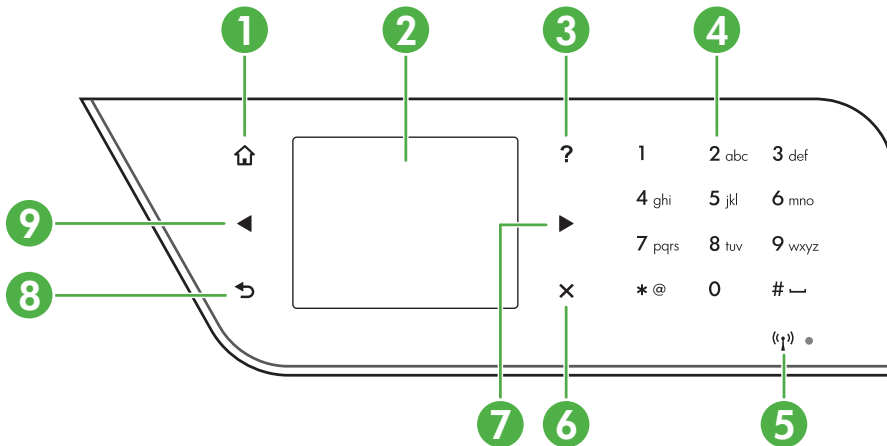 1 2 3 4
? 1 2 abc 3 def
4 ghi 5 jkl 6 mno
9
7 pqrs 8 tuv 9 wxyz
8
* @ 0 #
7 6 5